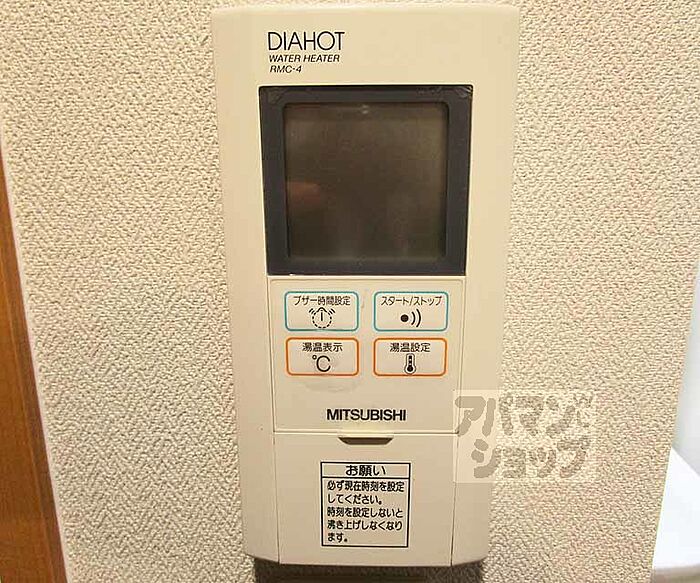 DIAHOT
WATER HEATER
RMC-4
ブザー時間設定
スタート/ストップ
湯温表示
℃
湯温設定
MITSUBISHI
アパマン
ショップ
お願い
必ず現在時刻を設定
してください。
時刻を設定しないと
沸き上げしなくなり
ます。